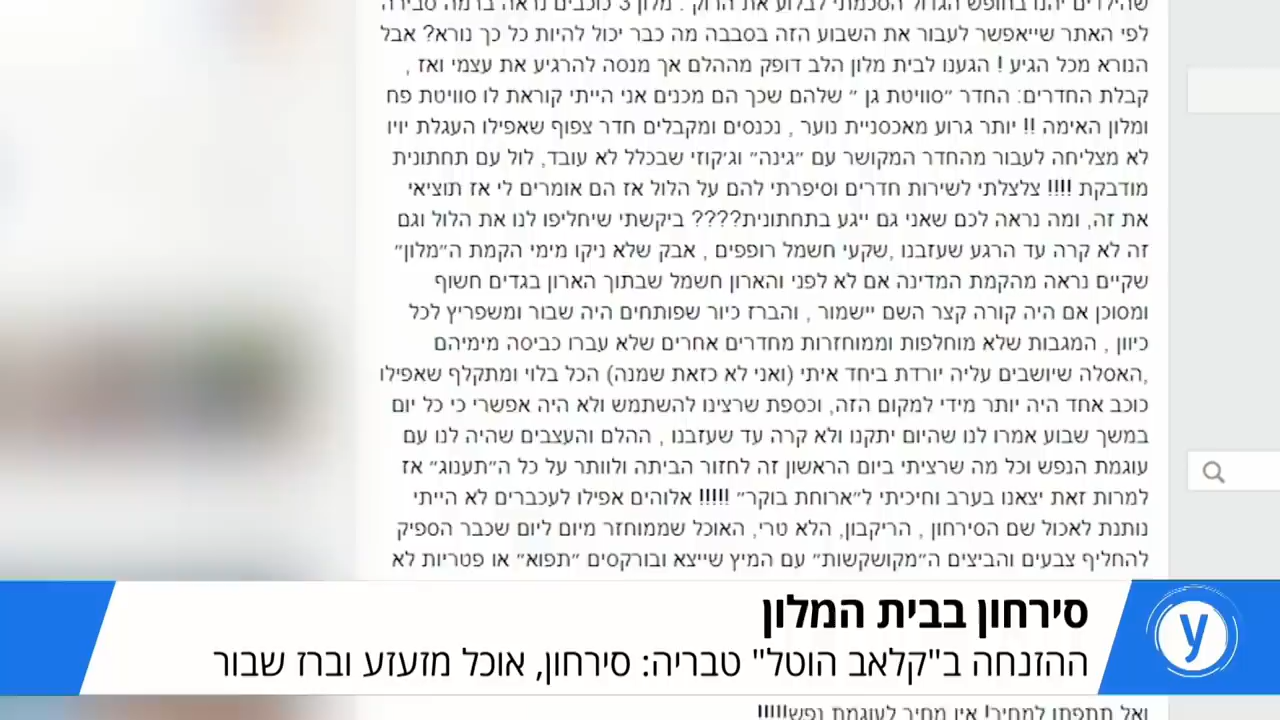 שהילדים יהנו בחופש הגדול הסכמתי לבלוע את הרוק . מלון 3 כוכבים נראה ברמה סבירה
לפי האתר שייאפשר לעבור את השבוע הזה בסבבה מה כבר יכול להיות כל כך נורא? אבל
הנורא מכל הגיע ! הגענו לבית מלון הלב דופק מההלם אך מנסה להרגיע את עצמי ואז ,
קבלת החדרים: החדר ״סוויטת גן ״ שלהם שכך הם מכנים אני הייתי קוראת לו סוויטת פח
ומלון האימה !! יותר גרוע מאכסניית נוער , נכנסים ומקבלים חדר צפוף שאפילו העגלת יויו
לא מצליחה לעבור מהחדר המקושר עם ״גינה״ וג׳קוזי שבכלל לא עובד, לול עם תחתונית
מודבקת !!!! צלצלתי לשירות חדרים וסיפרתי להם על הלול אז הם אומרים לי אז תוציאי
את זה, ומה נראה לכם שאני גם ייגע בתחתונית???? ביקשתי שיחליפו לנו את הלול וגם
זה לא קרה עד הרגע שעזבנו ,שקעי חשמל רופפים , אבק שלא ניקו מימי הקמת ה״מלון״
שקיים נראה מהקמת המדינה אם לא לפני והארון חשמל שבתוך הארון בגדים חשוף
ומסוכן אם היה קורה קצר השם יישמור , והברז כיור שפותחים היה שבור ומשפריץ לכל
כיוון , המגבות שלא מוחלפות וממוחזרות מחדרים אחרים שלא עברו כביסה מימיהם
,האסלה שיושבים עליה יורדת ביחד איתי (ואני לא כזאת שמנה) הכל בלוי ומתקלף שאפילו
כוכב אחד היה יותר מידי למקום הזה, וכספת שרצינו להשתמש ולא היה אפשרי כי כל יום
במשך שבוע אמרו לנו שהיום יתקנו ולא קרה עד שעזבנו , ההלם והעצבים שהיה לנו עם
עוגמת הנפש וכל מה שרציתי ביום הראשון זה לחזור הביתה ולוותר על כל ה״תענוג״ אז
למרות זאת יצאנו בערב וחיכיתי ל״ארוחת בוקר״ !!!!! אלוהים אפילו לעכברים לא הייתי
נותנת לאכול שם הסירחון , הריקבון, הלא טרי, האוכל שממוחזר מיום ליום שכבר הספיק
להחליף צבעים והביצים ה״מקושקשות״ עם המיץ שייצא ובורקסים ״תפוא״ או פטריות לא
סירחון בבית המלון
ההזנחה ב"קלאב הוטל" טבריה: סירחון, אוכל מזעזע וברז שבור
y
ואל תתפתו למחיר! אין מחיר לעוגמת נפש!!!!!